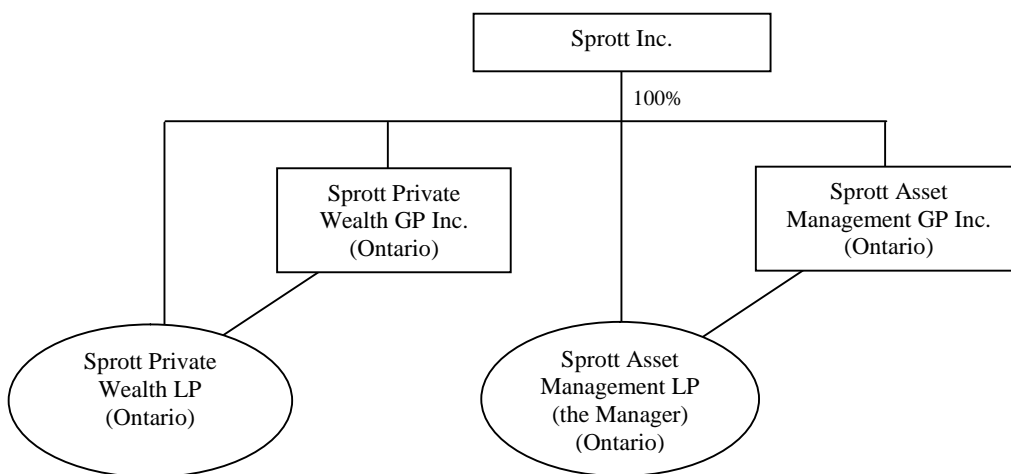 Sprott Inc.
100%
Sprott Private
Wealth GP Inc.
(Ontario)
Sprott Asset
Management GP Inc.
(Ontario)
Sprott Private
Wealth LP
(Ontario)
Sprott Asset
Management LP
(the Manager)
(Ontario)